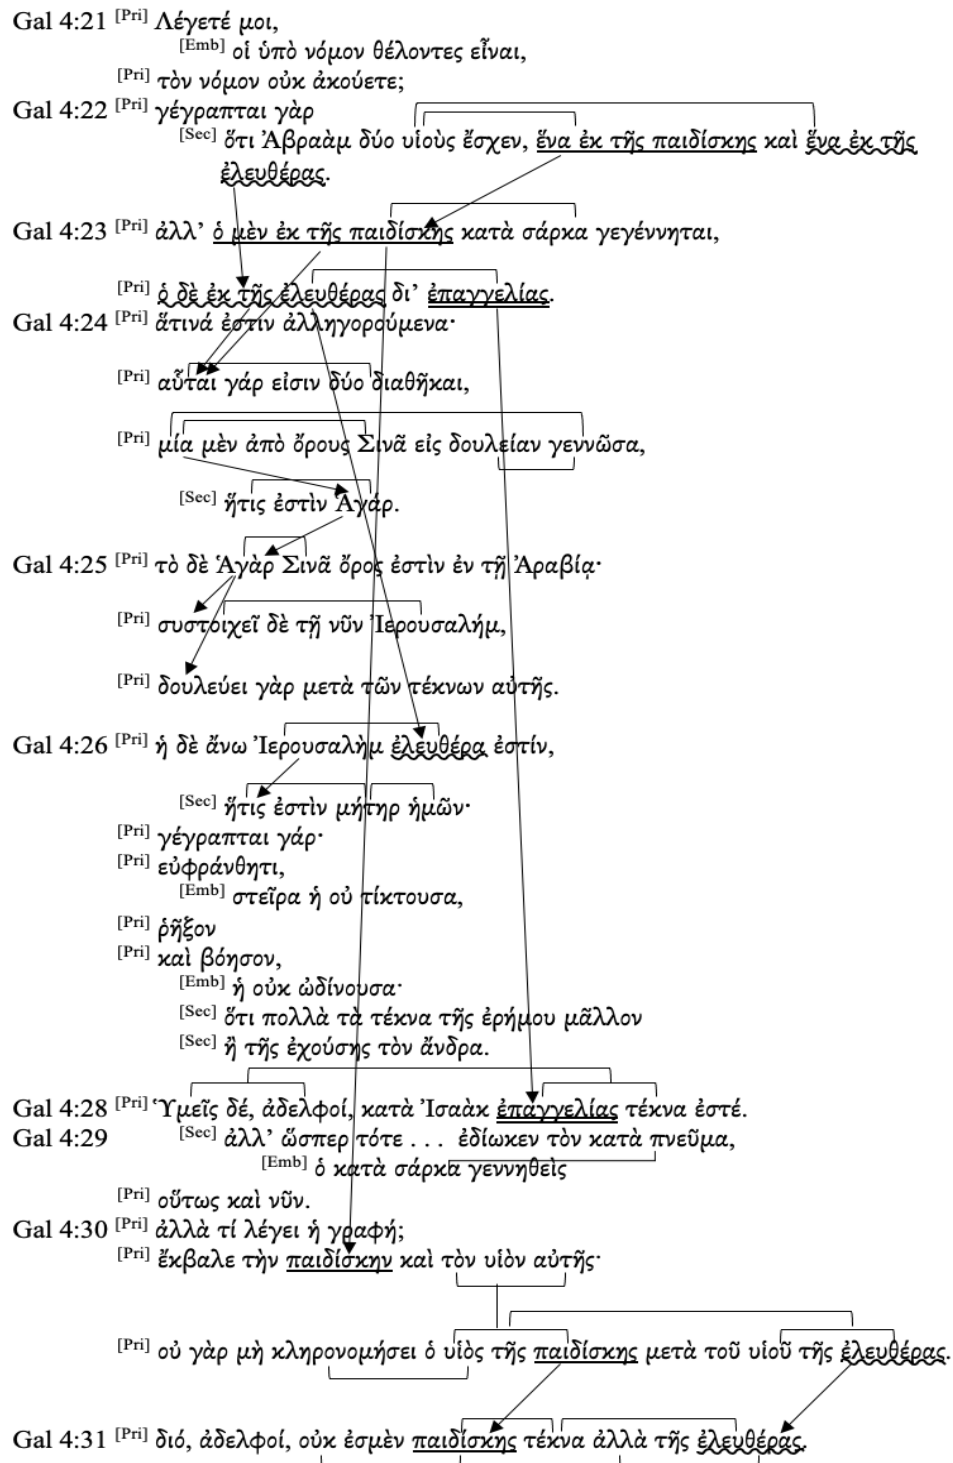 Gal 4:21 [Pri] Λέγετέ μοι,
[Emb] οἱ ὑπὸ νόμον θέλοντες εἶναι,
[Pri] τὸν νόμον οὐκ ἀκούετε;
Gal 4:22 [Pri] γέγραπται γὰρ
[Sec] ὅτι Ἀβραὰμ δύο υἱοὺς ἔσχεν, ἕνα ἐκ τῆς παιδίσκης καὶ ἕνα ἐκ τῆς
ἐλευθέρας.
Gal 4:23 [Pri] ἀλλ’ ὁ μὲν ἐκ τῆς παιδίσκης κατὰ σάρκα γεγέννηται,
[Pri] ὁ δὲ ἐκ τῆς ἐλευθέρας δι’ ἐπαγγελίας.
Gal 4:24 [Pri] ἅτινά ἐστιν ἀλληγορούμενα·
[Pri] αὗται γάρ εἰσιν δύο διαθῆκαι,
[Pri] μία μὲν ἀπὸ ὄρους Σινᾶ εἰς δουλείαν γεννῶσα,
[Sec] ἥτις ἐστὶν Ἁγάρ.
Gal 4:25 [Pri] τὸ δὲ Ἁγὰρ Σινᾶ ὄρος ἐστὶν ἐν τῇ Ἀραβίᾳ·
[Pri] συστοιχεῖ δὲ τῇ νῦν Ἰερουσαλήμ,
[Pri] δουλεύει γὰρ μετὰ τῶν τέκνων αὐτῆς.
Gal 4:26 [Pri] ἡ δὲ ἄνω Ἰερουσαλὴμ ἐλευθέρα ἐστίν,
[Sec] ἥτις ἐστὶν μήτηρ ἡμῶν·
[Pri] γέγραπται γάρ·
[Pri] εὐφράνθητι,
[Emb] στεῖρα ἡ οὐ τίκτουσα,
[Pri] ῥῆξον
[Pri] καὶ βόησον,
[Emb] ἡ οὐκ ὠδίνουσα·
[Sec] ὅτι πολλὰ τὰ τέκνα τῆς ἐρήμου μᾶλλον
[Sec] ἢ τῆς ἐχούσης τὸν ἄνδρα.
Gal 4:28 [Pri] Ὑμεῖς δέ, ἀδελφοί, κατὰ Ἰσαὰκ ἐπαγγελίας τέκνα ἐστέ.
Gal 4:29 [Sec] ἀλλ’ ὥσπερ τότε . . . ἐδίωκεν τὸν κατὰ πνεῦμα,
[Emb] ὁ κατὰ σάρκα γεννηθεὶς
[Pri] οὕτως καὶ νῦν.
Gal 4:30 [Pri] ἀλλὰ τί λέγει ἡ γραφή;
[Pri] ἔκβαλε τὴν παιδίσκην καὶ τὸν υἱὸν αὐτῆς·
[Pri] οὐ γὰρ μὴ κληρονομήσει ὁ υἱὸς τῆς παιδίσκης μετὰ τοῦ υἱοῦ τῆς ἐλευθέρας.
Gal 4:31 [Pri] διό, ἀδελφοί, οὐκ ἐσμὲν παιδίσκης τέκνα ἀλλὰ τῆς ἐλευθέρας.